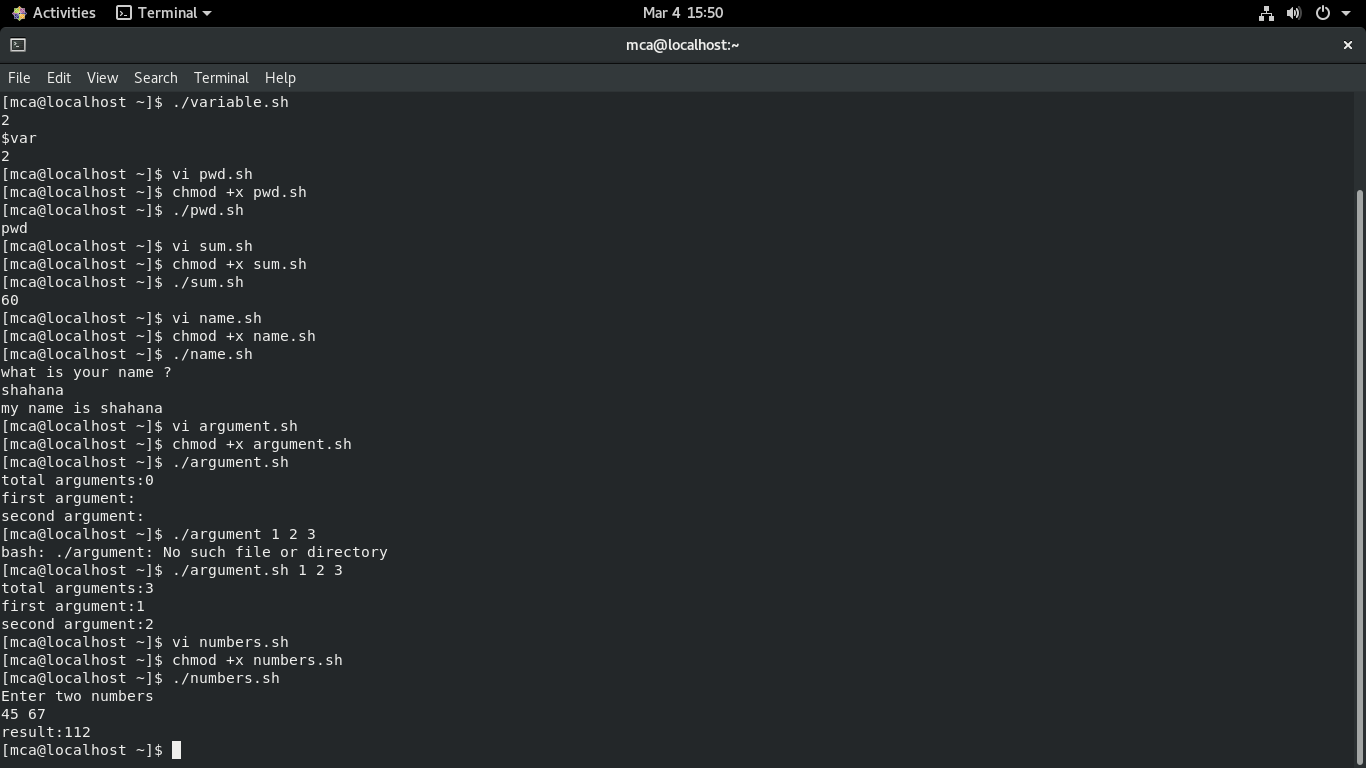 Activities Terminal Mar 4 15:50
mca@localhost:~ ×
File Edit View Search Terminal Help
[mca@localhost ~]$ ./variable.sh
2
$var
2
[mca@localhost ~]$ vi pwd.sh
[mca@localhost ~]$ chmod +x pwd.sh
[mca@localhost ~]$ ./pwd.sh
pwd
[mca@localhost ~]$ vi sum.sh
[mca@localhost ~]$ chmod +x sum.sh
[mca@localhost ~]$ ./sum.sh
60
[mca@localhost ~]$ vi name.sh
[mca@localhost ~]$ chmod +x name.sh
[mca@localhost ~]$ ./name.sh
what is your name ?
shahana
my name is shahana
[mca@localhost ~]$ vi argument.sh
[mca@localhost ~]$ chmod +x argument.sh
[mca@localhost ~]$ ./argument.sh
total arguments:0
first argument:
second argument:
[mca@localhost ~]$ ./argument 1 2 3
bash: ./argument: No such file or directory
[mca@localhost ~]$ ./argument.sh 1 2 3
total arguments:3
first argument:1
second argument:2
[mca@localhost ~]$ vi numbers.sh
[mca@localhost ~]$ chmod +x numbers.sh
[mca@localhost ~]$ ./numbers.sh
Enter two numbers
45 67
result:112
[mca@localhost ~]$